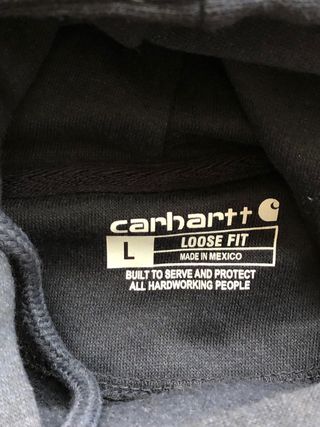 carhartt
L LOOSE FIT
MADE IN MEXICO
BUILT TO SERVE AND PROTECT
ALL HARDWORKING PEOPLE